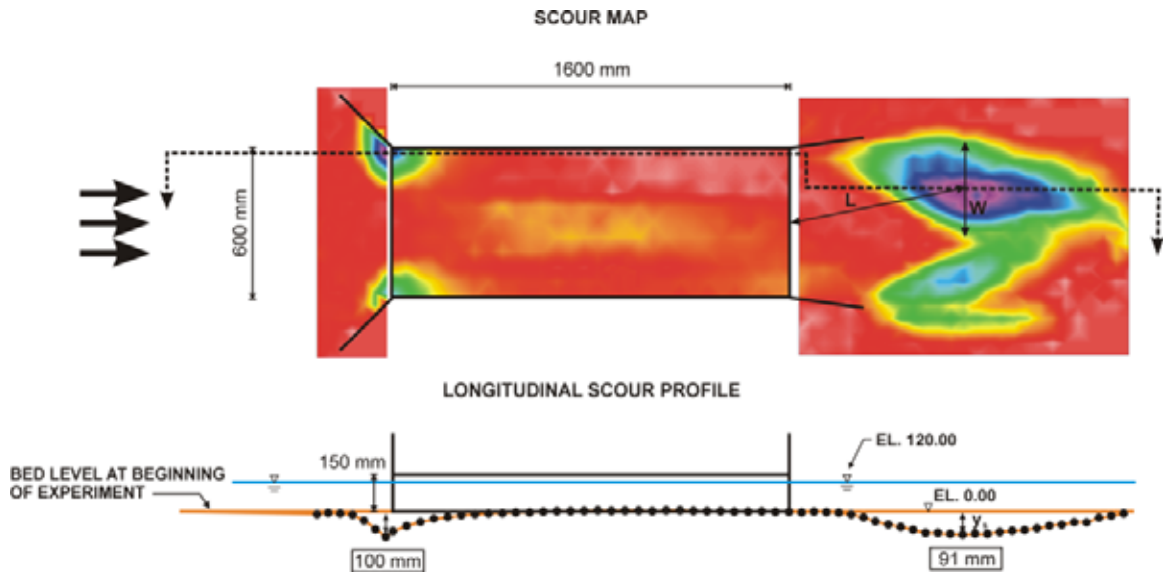 SCOUR MAP
1600 mm
600 mm
L
W
LONGITUDINAL SCOUR PROFILE
EL. 120.00
150 mm
BED LEVEL AT BEGINNING
OF EXPERIMENT
EL. 0.00
y s
100 mm
91 mm